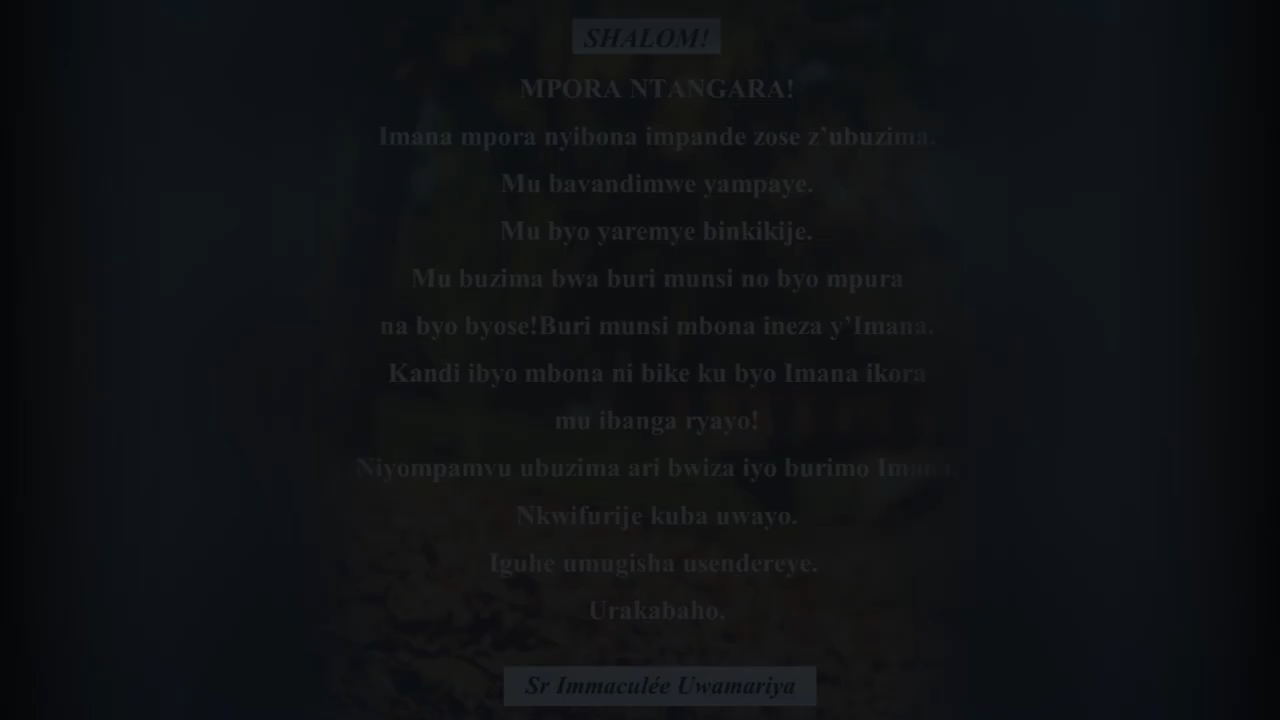 SHALOM!
MPORA NTANGARA!
Imana mpora nyibona impande zose z’ubuzima.
Mu bavandimwe yampaye.
Mu byo yaremye binkikije.
Mu buzima bwa buri munsi no byo mpura
na byo byose!Buri munsi mbona ineza y’Imana.
Kandi ibyo mbona ni bike ku byo Imana ikora
mu ibanga ryayo!
Niyompamvu ubuzima ari bwiza iyo burimo Imana.
Nkwifurije kuba uwayo.
Iguhe umugisha usendereye.
Urakabaho.
Sr Immaculée Uwamariya